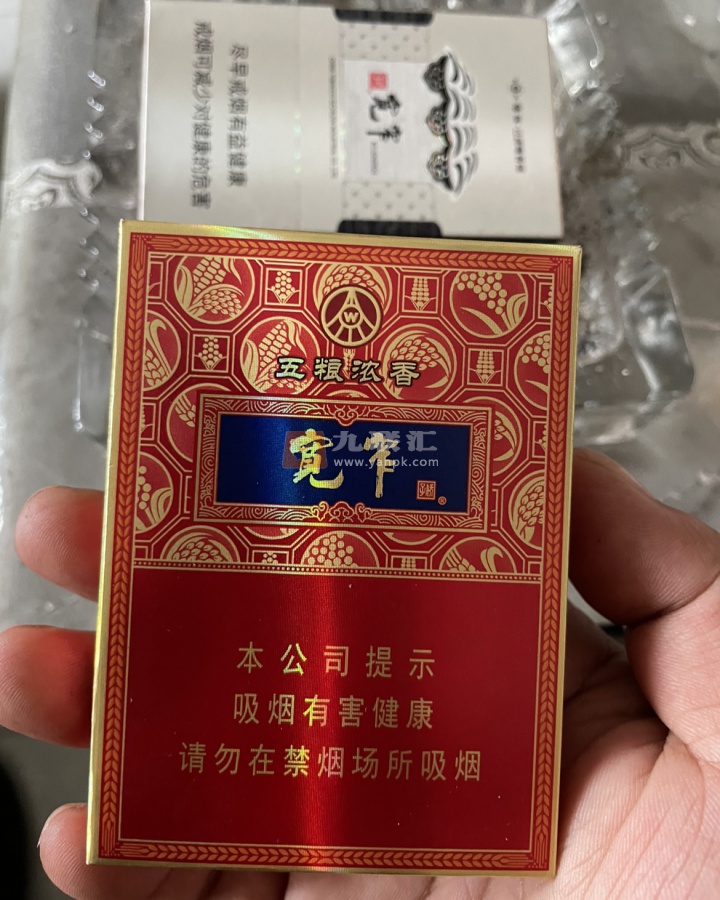 尽早戒烟有益健康
戒烟可减少对健康的危害
宽窄
W
五粮浓香
宽窄
®
九聚汇
www.yanpk.com
本公司提示
吸烟有害健康
请勿在禁烟场所吸烟